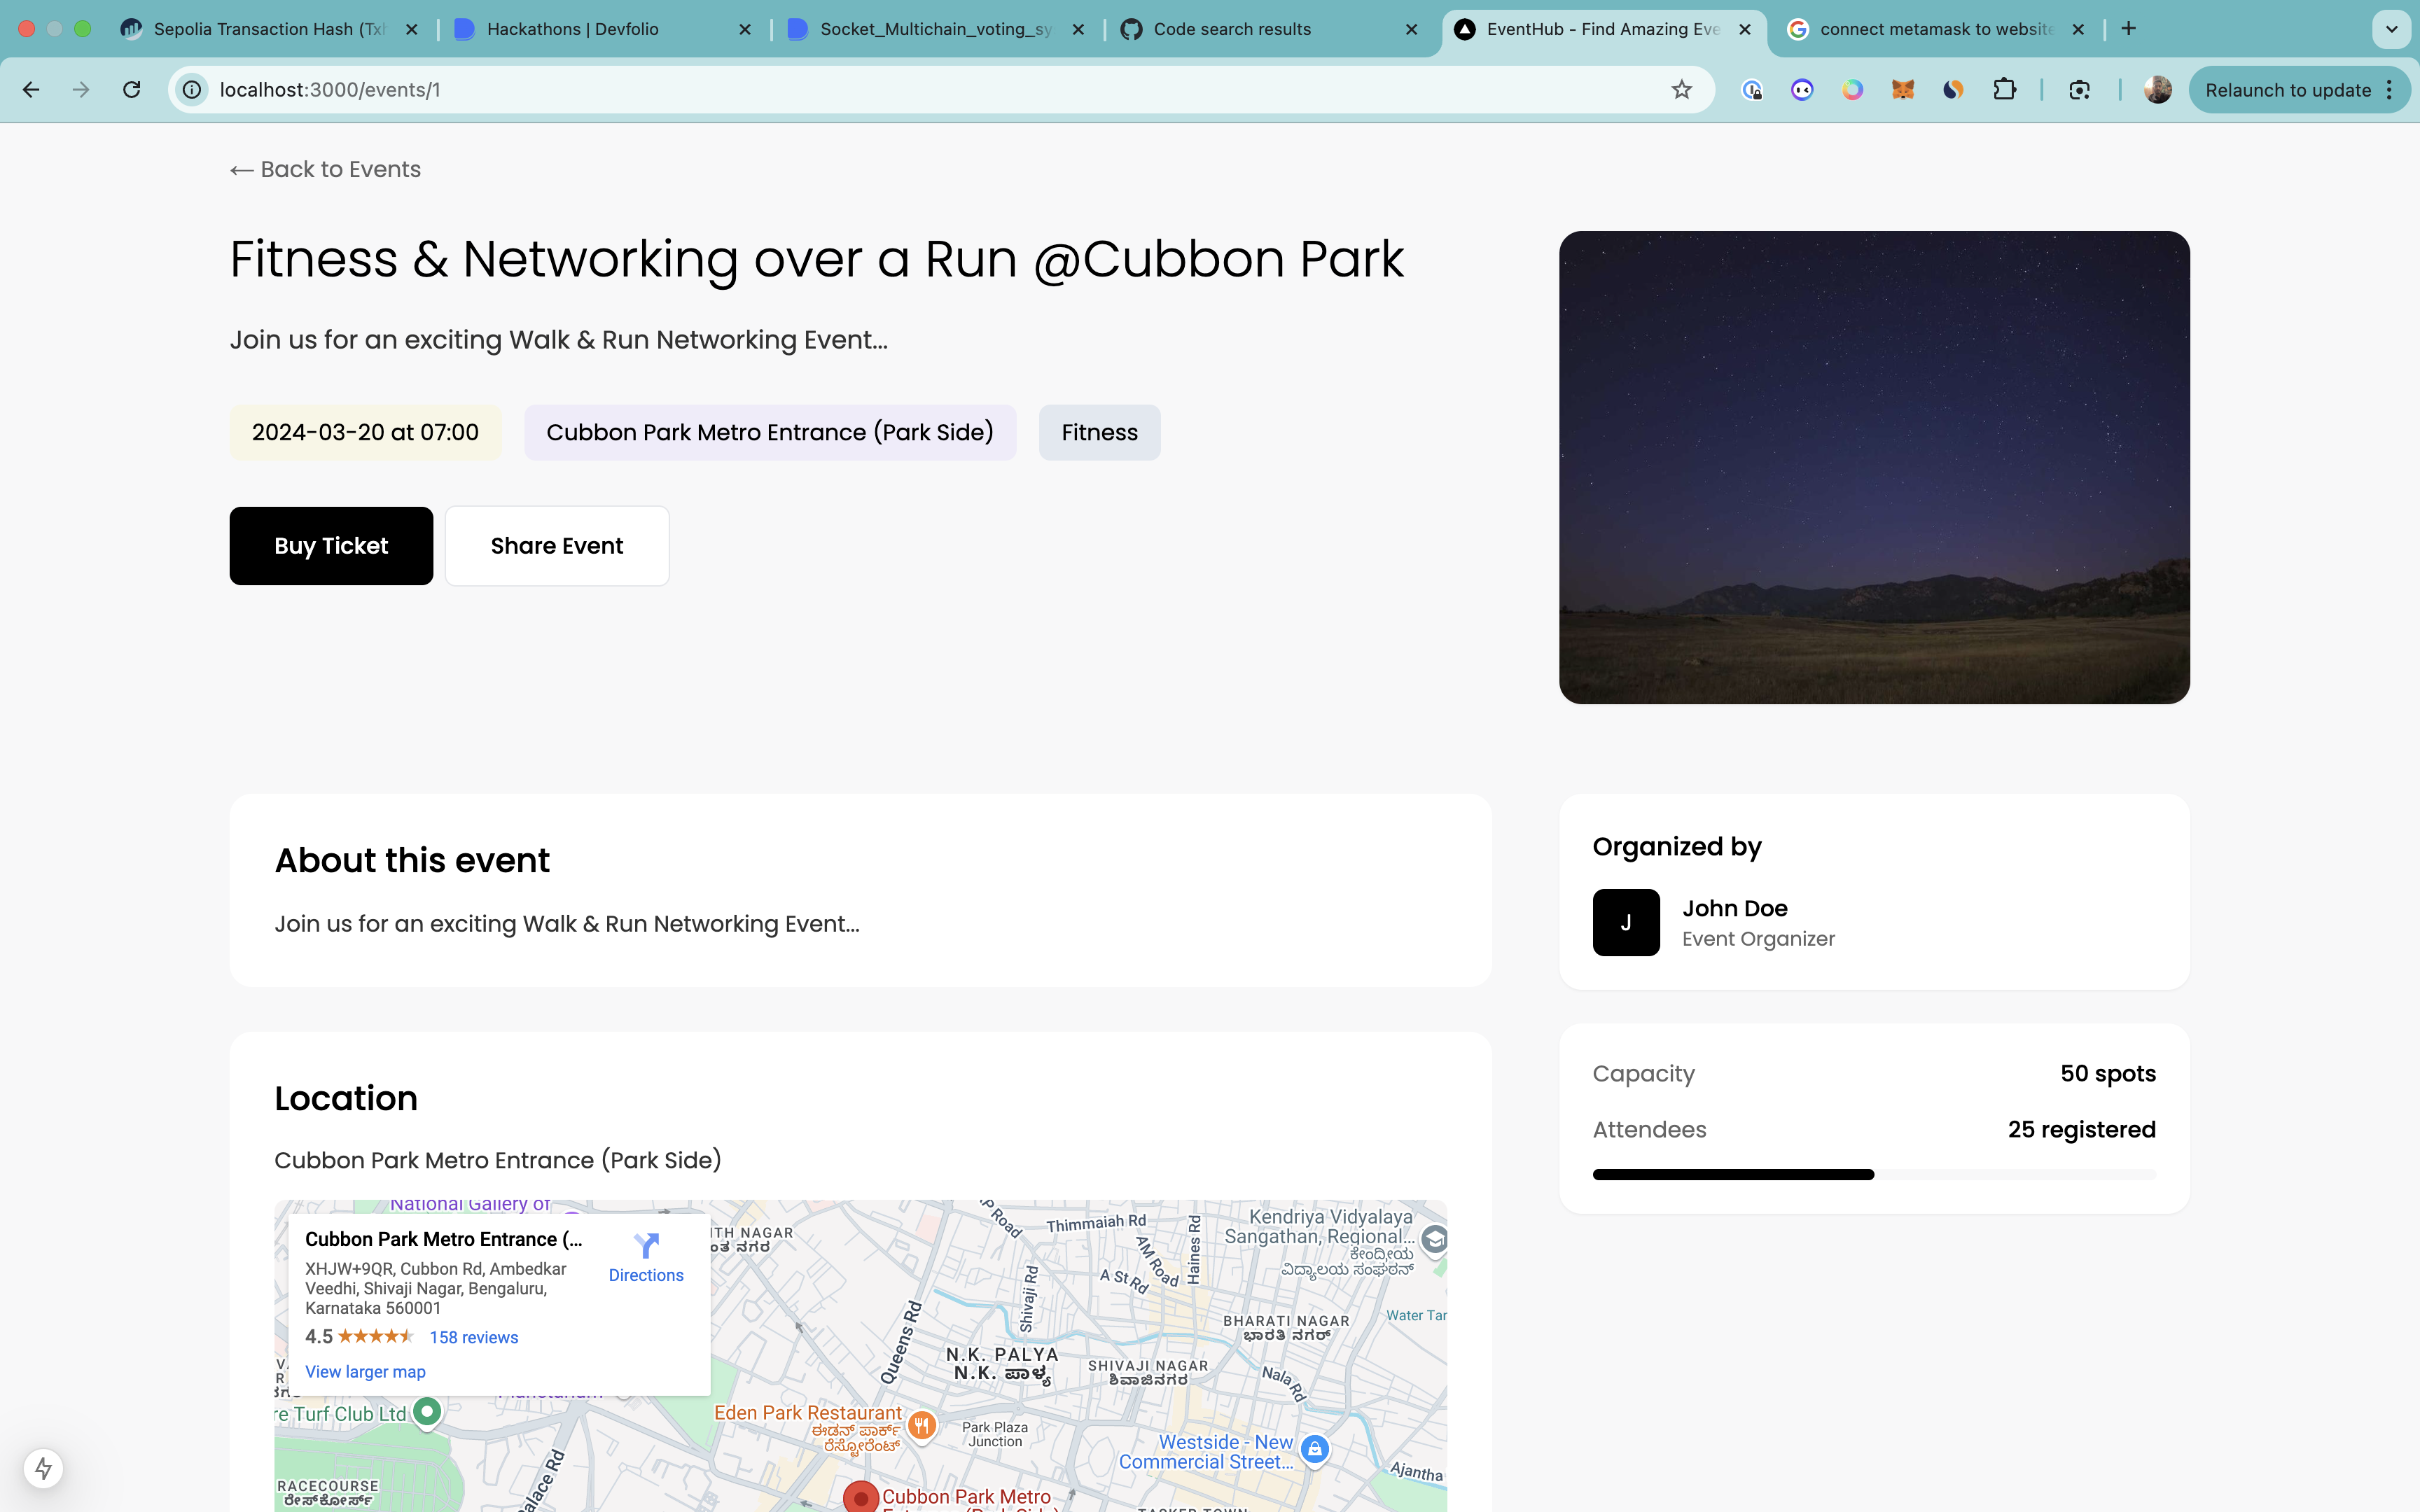 Sepolia Transaction Hash (Txh
Hackathons | Devfolio
Socket_Multichain_voting_sy
Code search results
EventHub - Find Amazing Eve
connect metamask to website
localhost:3000/events/1
Relaunch to update
← Back to Events
Fitness & Networking over a Run @Cubbon Park
Join us for an exciting Walk & Run Networking Event...
2024-03-20 at 07:00
Cubbon Park Metro Entrance (Park Side)
Fitness
Buy Ticket
Share Event
About this event
Join us for an exciting Walk & Run Networking Event...
Organized by
J
John Doe
Event Organizer
Capacity
50 spots
Attendees
25 registered
Location
Cubbon Park Metro Entrance (Park Side)
National Gallery of
Cubbon Park Metro Entrance (...
XHJW+9QR, Cubbon Rd, Ambedkar
Veedhi, Shivaji Nagar, Bengaluru,
Karnataka 560001
4.5
158 reviews
View larger map
Directions
ITH NAGAR
Thimmaiah Rd
AM Road
Haines Rd
A St Rd
Shivaji Rd
Queens Rd
Kendriya Vidyalaya
Sangathan, Regional...
ಕೇಂದ್ರೀಯ
ವಿದ್ಯಾಲಯ ಸಂಘಠನ್
Water Tar
BHARATI NAGAR
ಭಾರತಿ ನಗರ್
N.K. PALYA
N.K. ಪಾಳ್ಯ
SHIVAJI NAGAR
ಶಿವಾಜಿನಗರ
Nala Rd
re Turf Club Ltd
Eden Park Restaurant
ಈಡನ್ ಪಾರ್ಕ್
ರೆಸ್ಟೋರೆಂಟ್
Park Plaza
Junction
Westside - New
Commercial Street...
Ajantha
RACECOURSE
ರೇಸ್‌ಕೋರ್ಸ್
alace Rd
Cubbon Park Metro